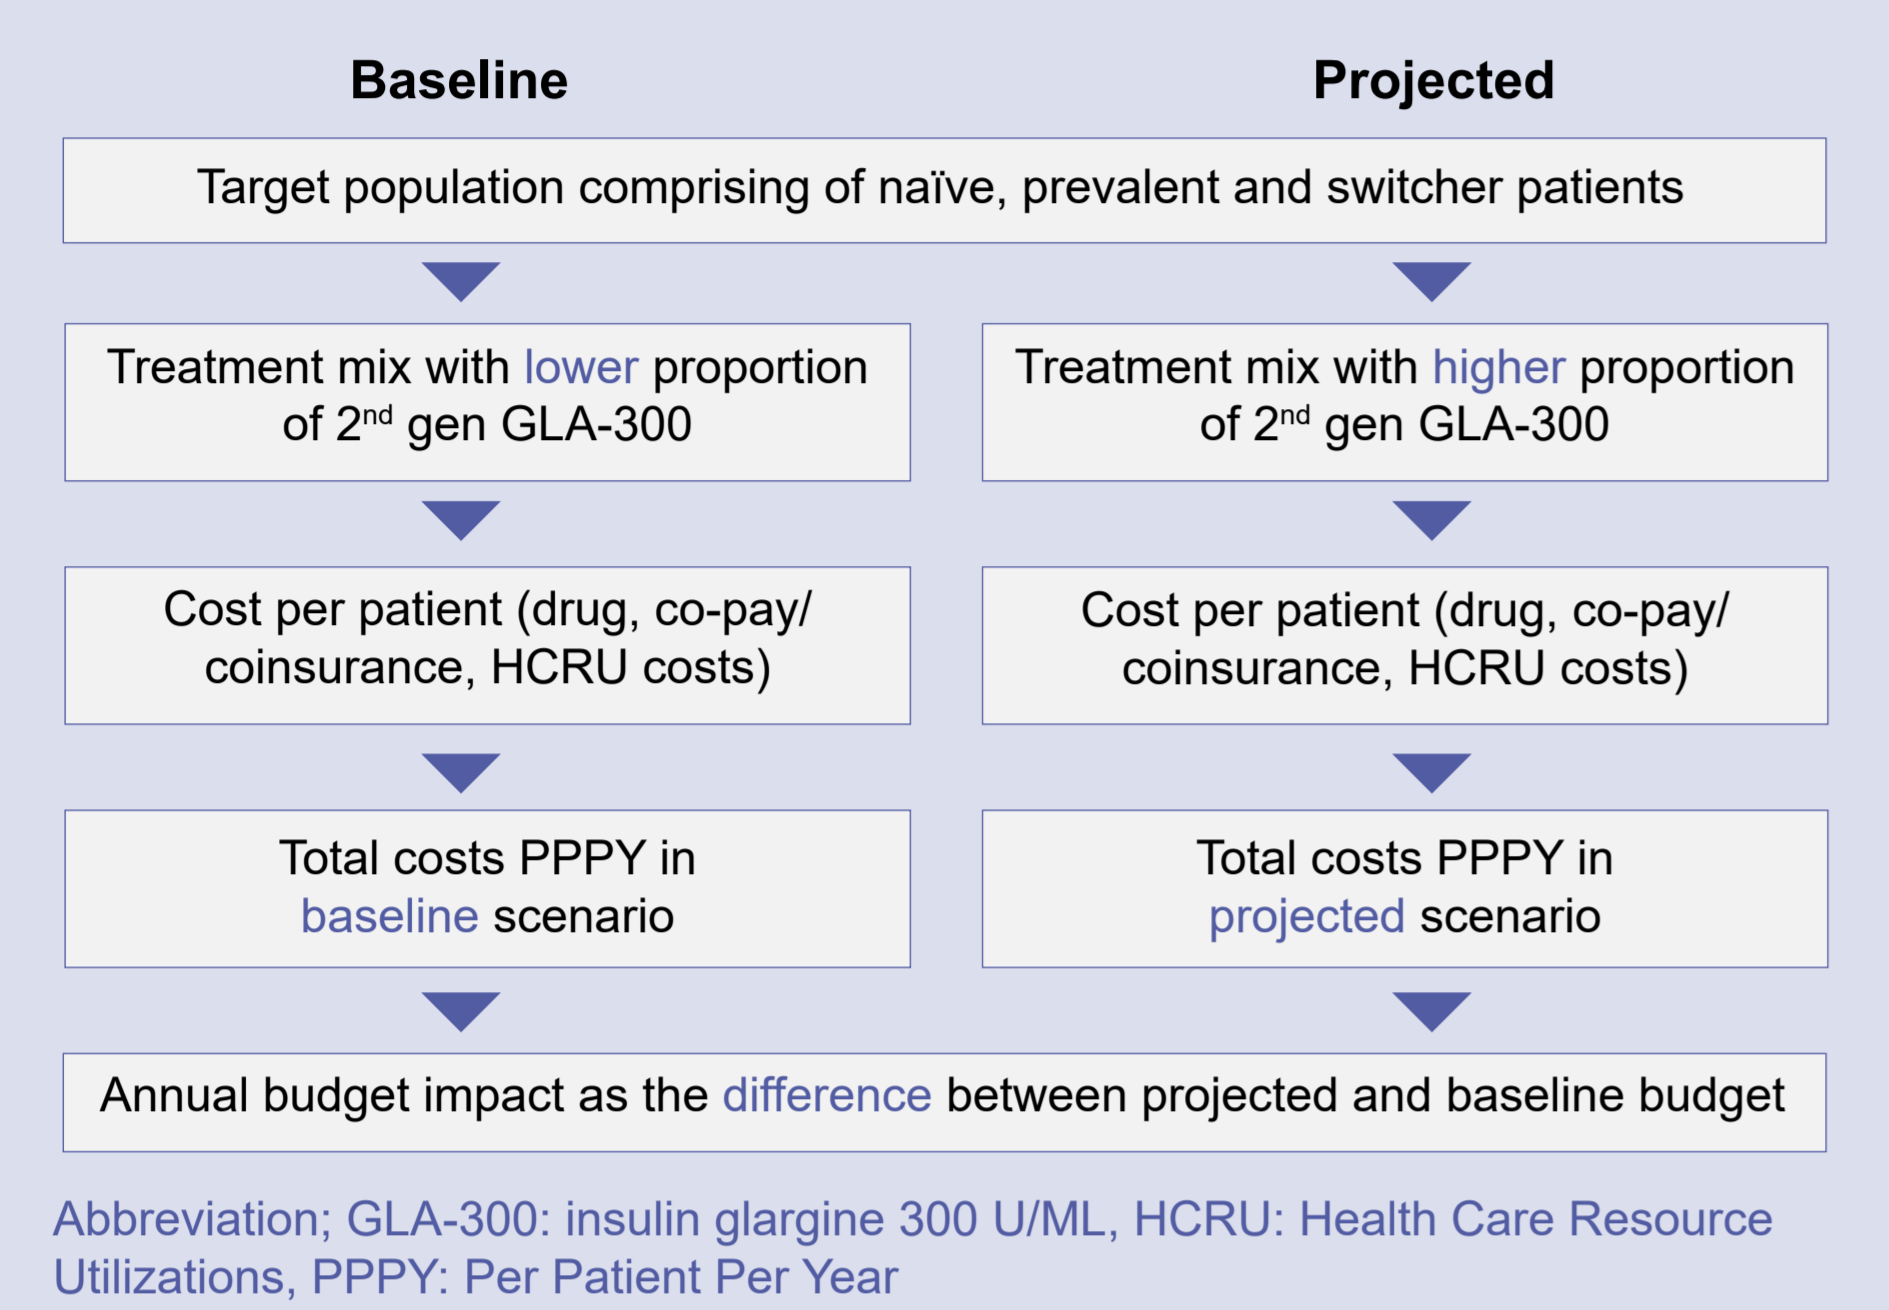 Baseline
Projected
Target population comprising of naïve, prevalent and switcher patients
Treatment mix with lower proportion
of 2nd gen GLA-300
Treatment mix with higher proportion
of 2nd gen GLA-300
Cost per patient (drug, co-pay/
coinsurance, HCRU costs)
Cost per patient (drug, co-pay/
coinsurance, HCRU costs)
Total costs PPPY in
baseline scenario
Total costs PPPY in
projected scenario
Annual budget impact as the difference between projected and baseline budget
Abbreviation; GLA-300: insulin glargine 300 U/ML, HCRU: Health Care Resource
Utilizations, PPPY: Per Patient Per Year